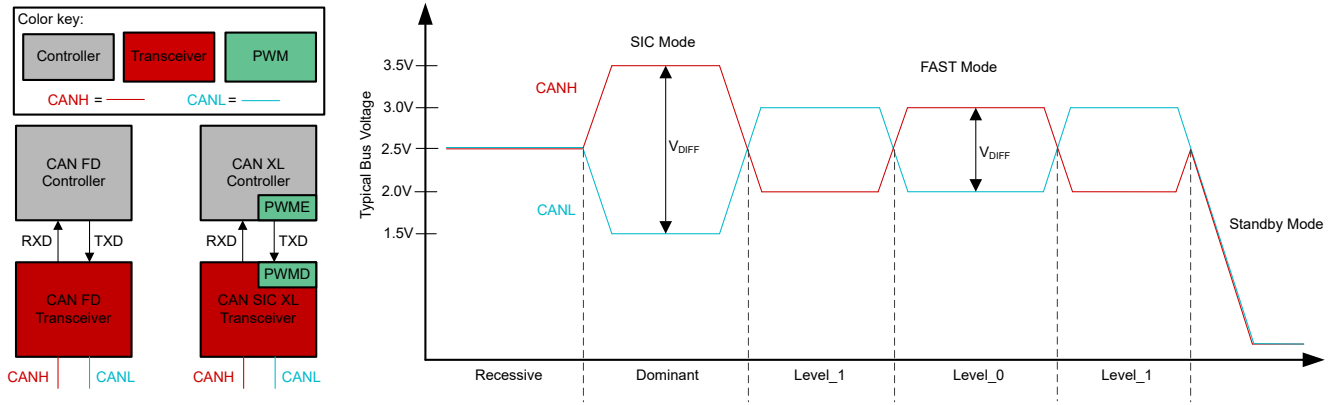 Color key:
Controller
Transceiver
PWM
CANH =
CANL=
CAN FD
Controller
CAN XL
Controller
PWME
RXD
TXD
RXD
TXD
PWMD
CAN FD
Transceiver
CAN SIC XL
Transceiver
CANH
CANL
CANH
CANL
Typical Bus Voltage
3.5V
3.0V
2.5V
2.0V
1.5V
SIC Mode
FAST Mode
CANH
CANL
VDIFF
VDIFF
Standby Mode
Recessive
Dominant
Level_1
Level_0
Level_1